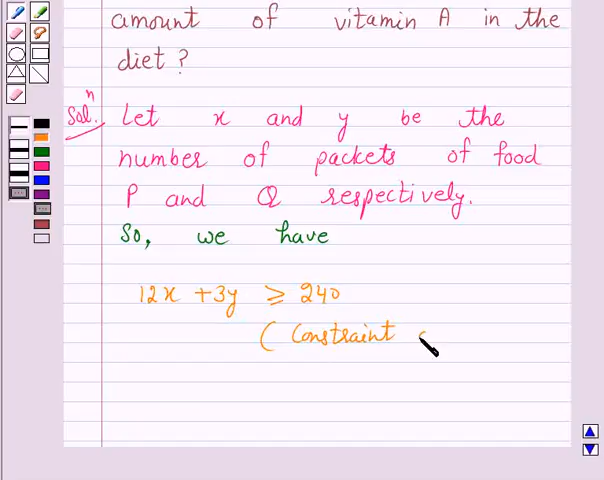 amount of vitamin A in the
diet ?
Solⁿ. Let x and y be the
number of packets of food
P and Q respectively.
So, we have
12x + 3y ⩾ 240
( Constraint